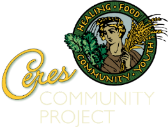 HEALING · FOOD
COMMUNITY · YOUTH
Ceres
COMMUNITY
PROJECT